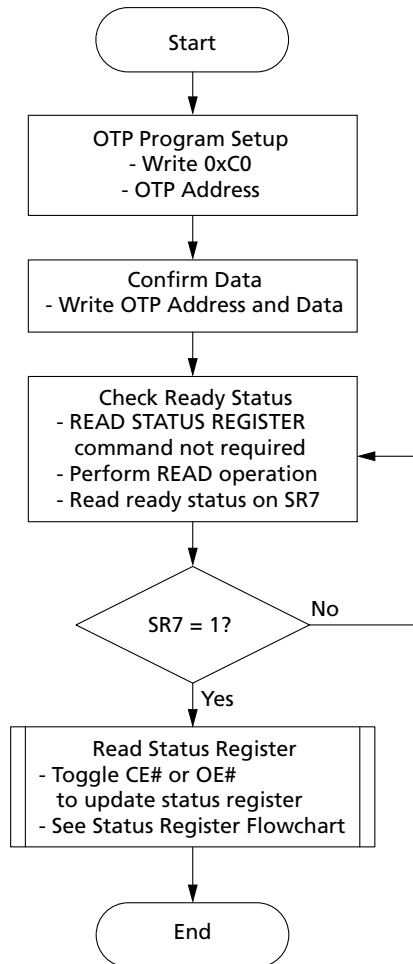 Start
OTP Program Setup
- Write 0xC0
- OTP Address
Confirm Data
- Write OTP Address and Data
Check Ready Status
- READ STATUS REGISTER
command not required
- Perform READ operation
- Read ready status on SR7
SR7 = 1?
No
Yes
Read Status Register
- Toggle CE# or OE#
to update status register
- See Status Register Flowchart
End